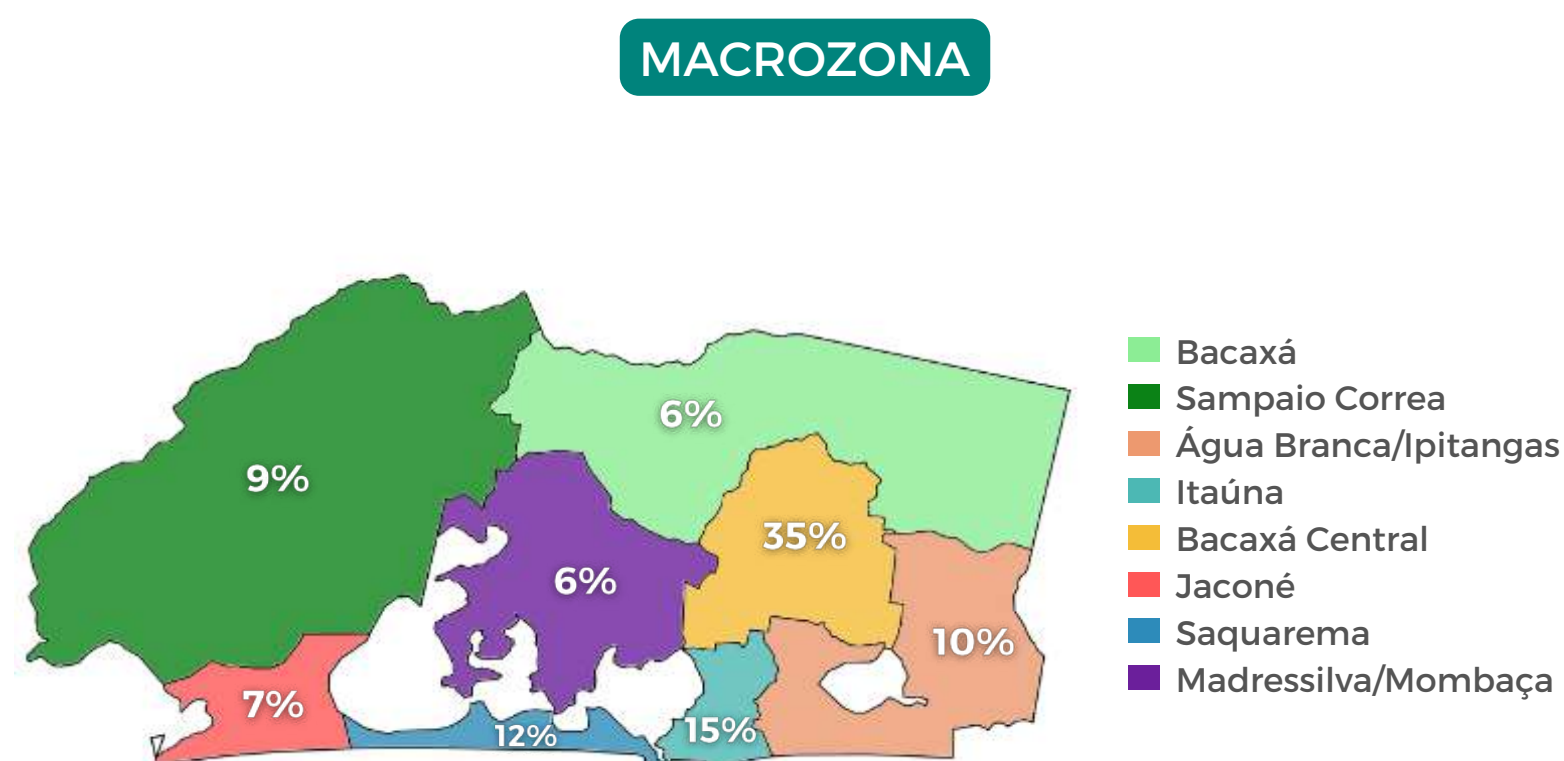 MACROZONA
6%
9%
35%
6%
10%
7%
12%
15%
Bacaxá
Sampaio Correa
Água Branca/Ipitangas
Itaúna
Bacaxá Central
Jaconé
Saquarema
Madressilva/Mombaça